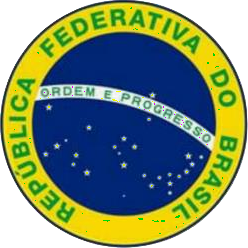 REPÚBLICA FEDERATIVA DO BRASIL
ORDEM E PROGRESSO